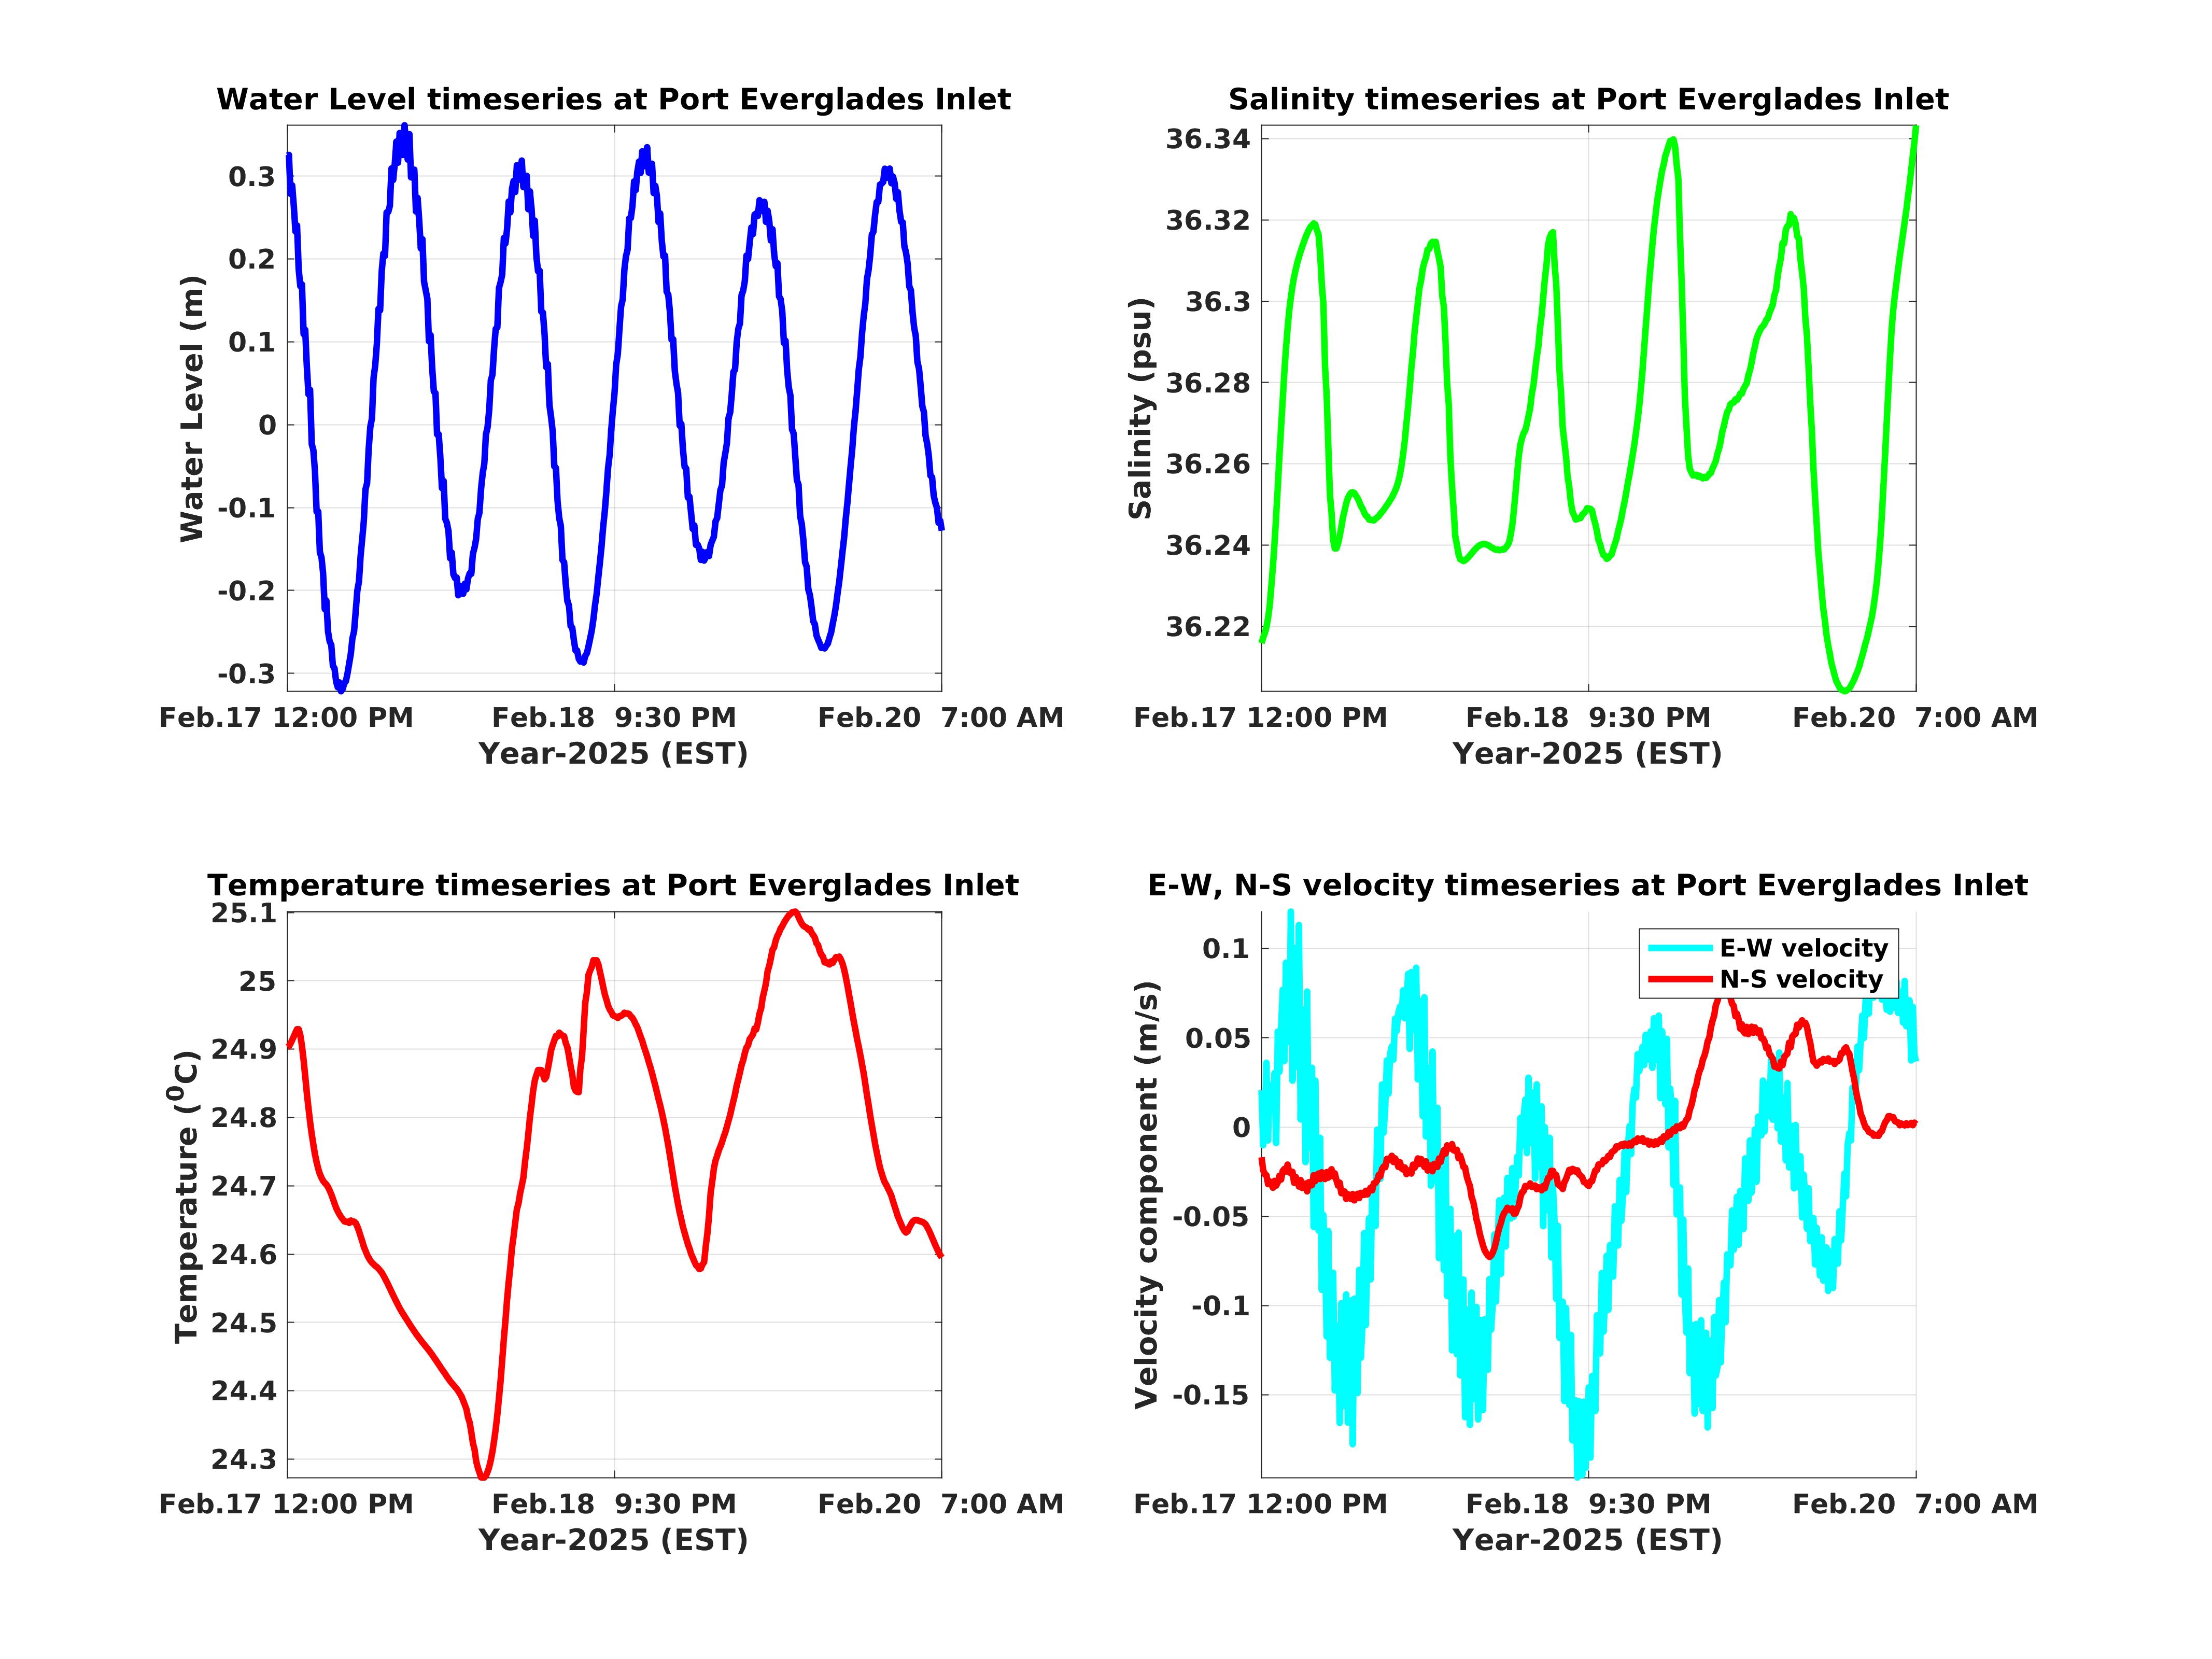 Water Level timeseries at Port Everglades Inlet
0.3
0.2
0.1
0
-0.1
-0.2
-0.3
Water Level (m)
Feb.17 12:00 PM Feb.18 9:30 PM Feb.20 7:00 AM
Year-2025 (EST)
Salinity timeseries at Port Everglades Inlet
36.34
36.32
36.3
36.28
36.26
36.24
36.22
Salinity (psu)
Feb.17 12:00 PM Feb.18 9:30 PM Feb.20 7:00 AM
Year-2025 (EST)
Temperature timeseries at Port Everglades Inlet
25.1
25
24.9
24.8
24.7
24.6
24.5
24.4
24.3
Temperature (⁰C)
Feb.17 12:00 PM Feb.18 9:30 PM Feb.20 7:00 AM
Year-2025 (EST)
E-W, N-S velocity timeseries at Port Everglades Inlet
E-W velocity
N-S velocity
0.1
0.05
0
-0.05
-0.1
-0.15
Velocity component (m/s)
Feb.17 12:00 PM Feb.18 9:30 PM Feb.20 7:00 AM
Year-2025 (EST)